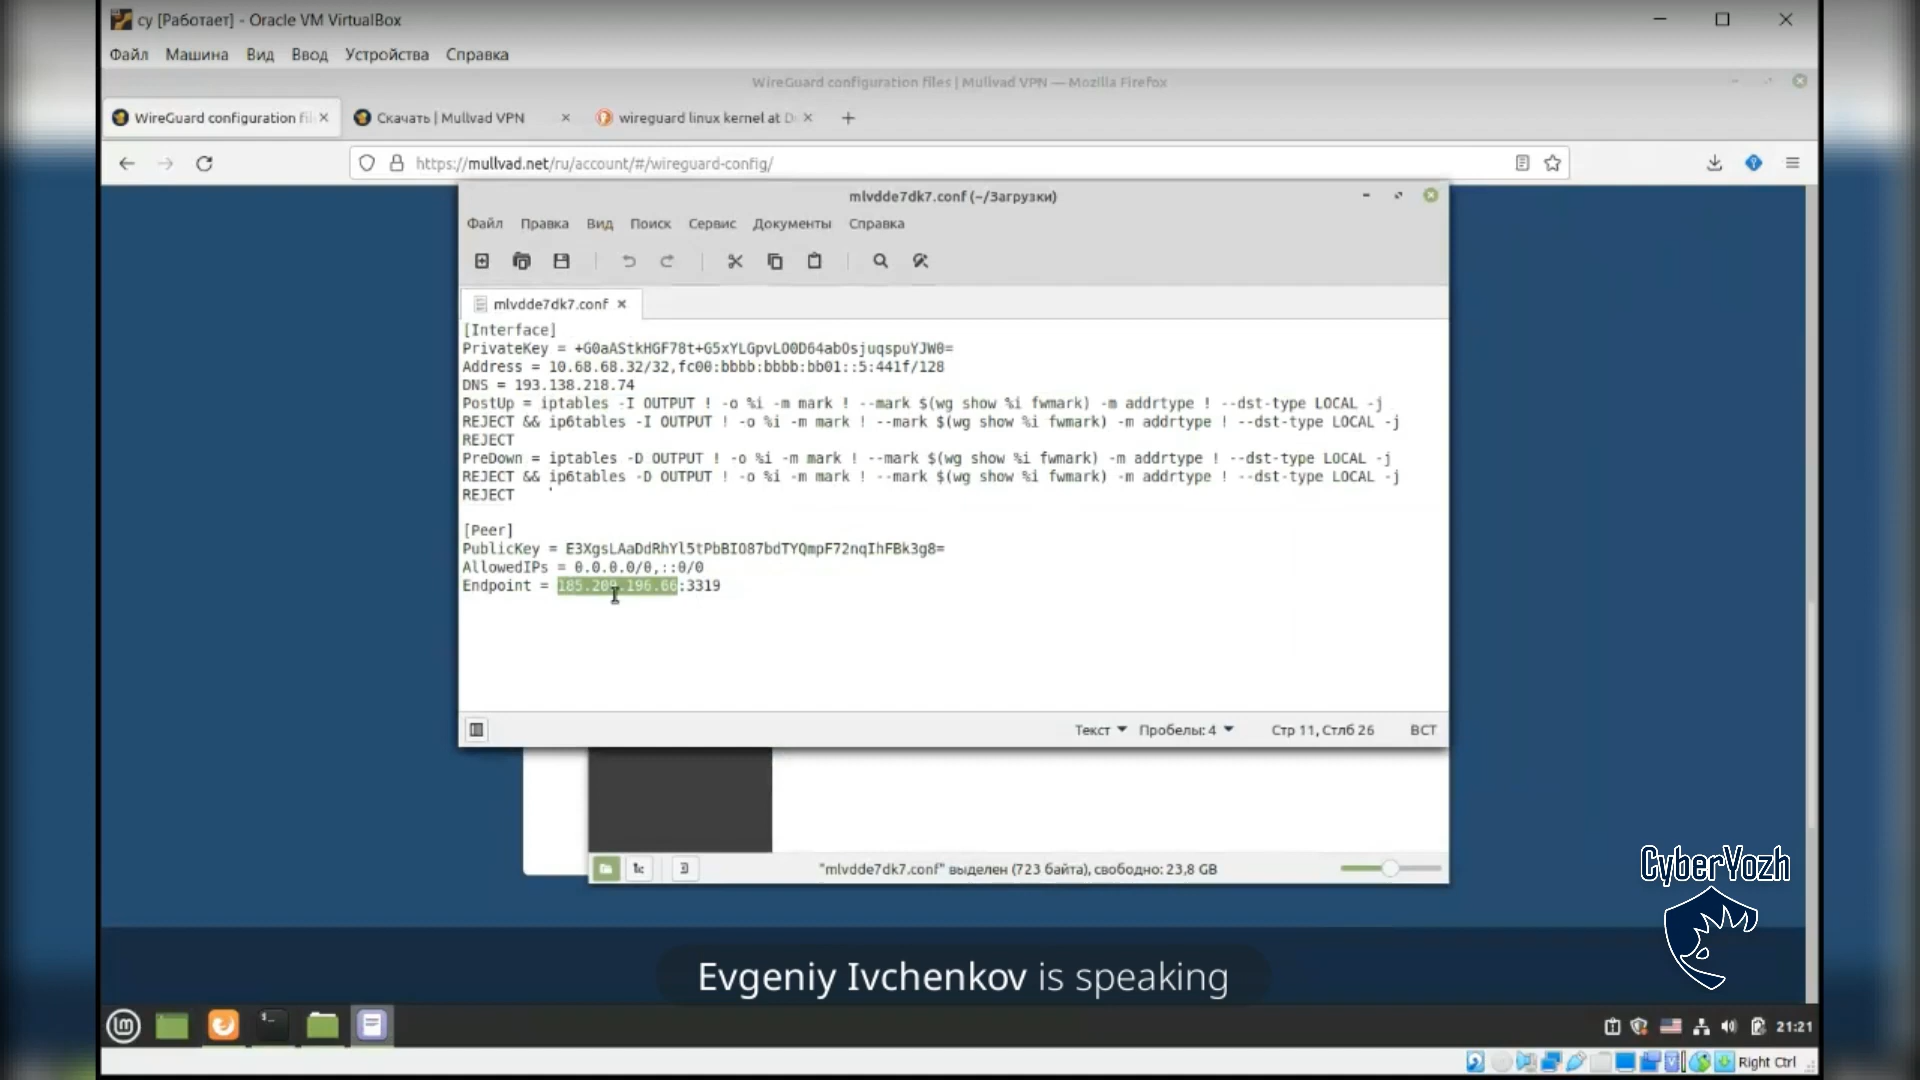 су [Работает] - Oracle VM VirtualBox
Файл Машина Вид Ввод Устройства Справка
WireGuard configuration files | Mullvad VPN — Mozilla Firefox
WireGuard configuration fil
Скачать | Mullvad VPN
wireguard linux kernel at D
https://mullvad.net/ru/account/#/wireguard-config/
mlvdde7dk7.conf (~/Загрузки)
Файл Правка Вид Поиск Сервис Документы Справка
mlvdde7dk7.conf
[Interface]
PrivateKey = +G0aAStkHGF78t+G5xYLGpvLO0D64abOsjuqspuYJW0=
Address = 10.68.68.32/32,fc00:bbbb:bbbb:bb01::5:441f/128
DNS = 193.138.218.74
PostUp = iptables -I OUTPUT ! -o %i -m mark ! --mark $(wg show %i fwmark) -m addrtype ! --dst-type LOCAL -j
REJECT && ip6tables -I OUTPUT ! -o %i -m mark ! --mark $(wg show %i fwmark) -m addrtype ! --dst-type LOCAL -j
REJECT
PreDown = iptables -D OUTPUT ! -o %i -m mark ! --mark $(wg show %i fwmark) -m addrtype ! --dst-type LOCAL -j
REJECT && ip6tables -D OUTPUT ! -o %i -m mark ! --mark $(wg show %i fwmark) -m addrtype ! --dst-type LOCAL -j
REJECT
[Peer]
PublicKey = E3XgsLAaDdRhYl5tPbBIO87bdTYQmpF72nqIhFBk3g8=
AllowedIPs = 0.0.0.0/0,::0/0
Endpoint = 185.209.196.66:3319
Текст Пробелы: 4 Стр 11, Стлб 26 ВСТ
"mlvdde7dk7.conf" выделен (723 байта), свободно: 23,8 GB
CyberYozh
Evgeniy Ivchenkov is speaking
21:21
Right Ctrl